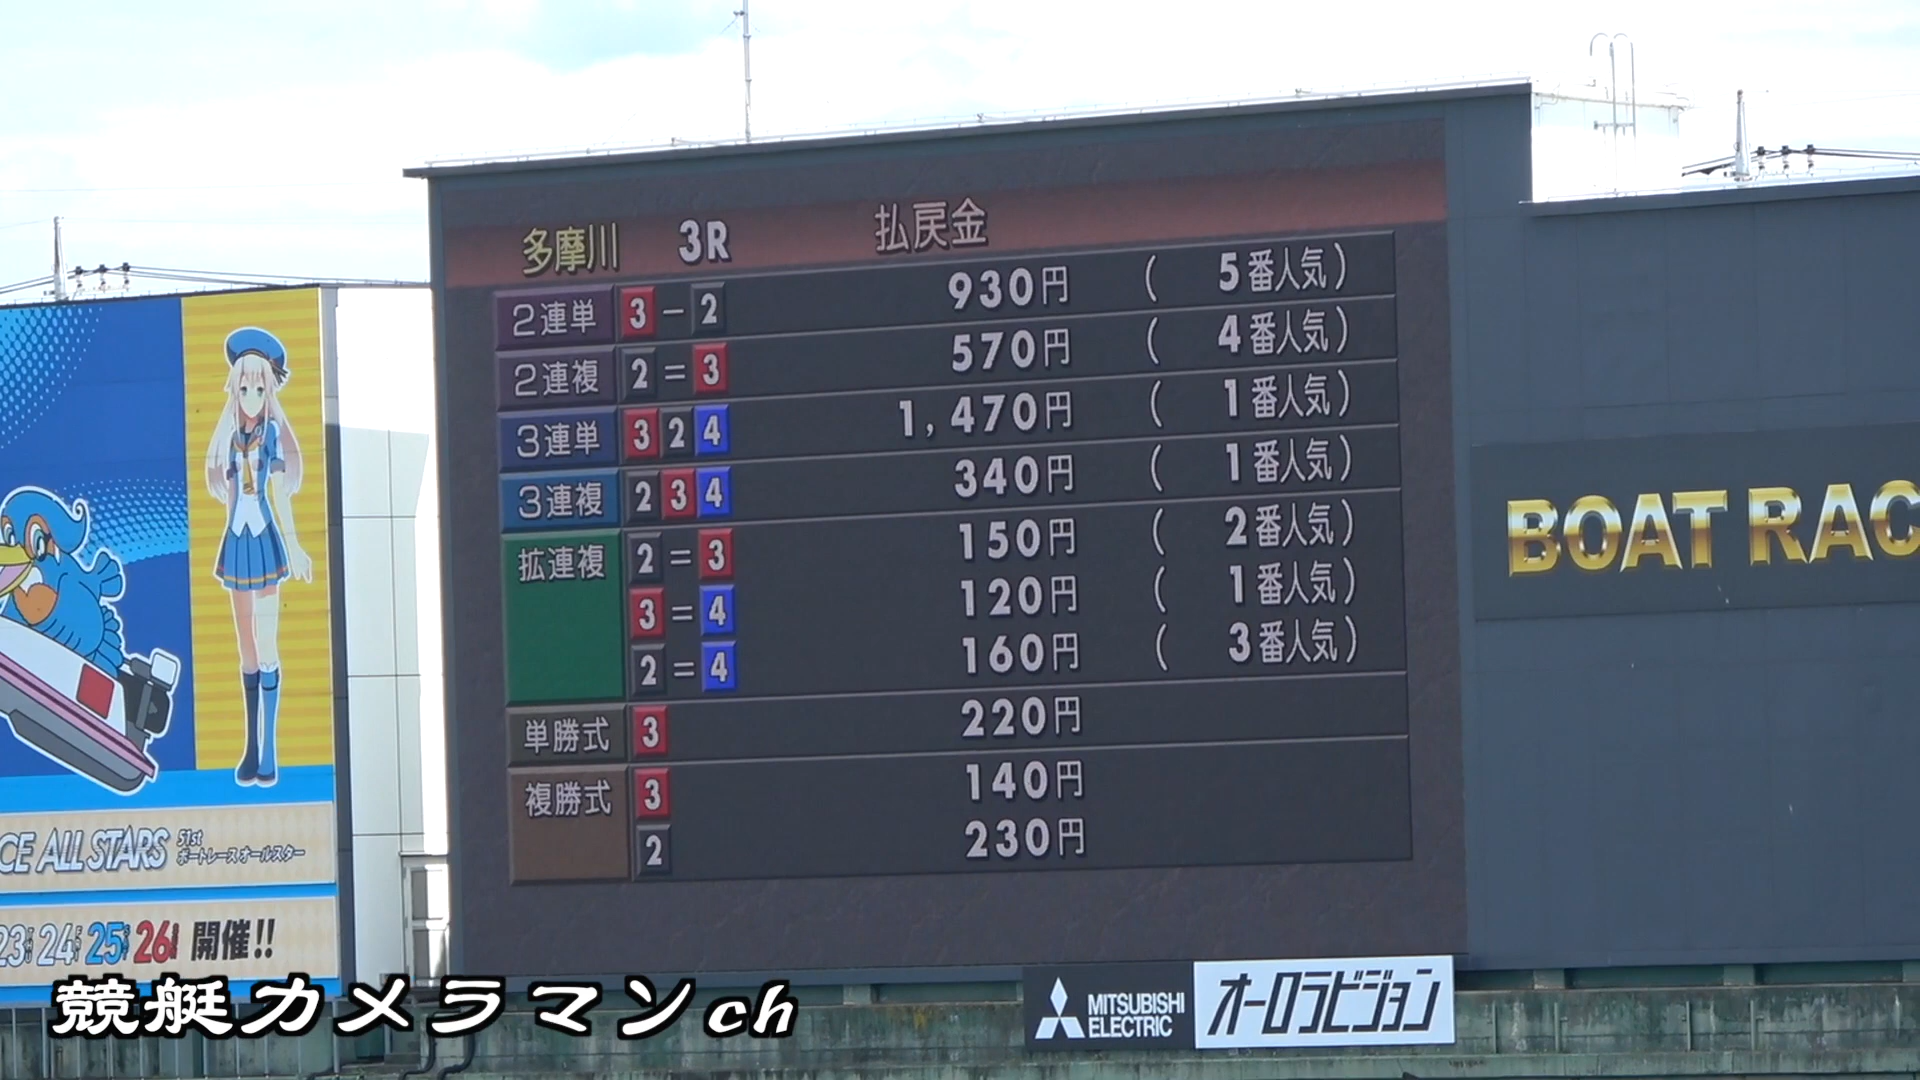 多摩川 3R 払戻金
2連単 3－2 930円 ( 5番人気)
2連複 2＝3 570円 ( 4番人気)
3連単 3 2 4 1,470円 ( 1番人気)
3連複 2 3 4 340円 ( 1番人気)
拡連複 2＝3 150円 ( 2番人気)
3＝4 120円 ( 1番人気)
2＝4 160円 ( 3番人気)
単勝式 3 220円
複勝式 3 140円
2 230円
BOAT RAC
CE ALL STARS 51st
ボートレースオールスター
23 24 25 26 開催!!
競艇カメラマンch
MITSUBISHI
ELECTRIC
オーロラビジョン